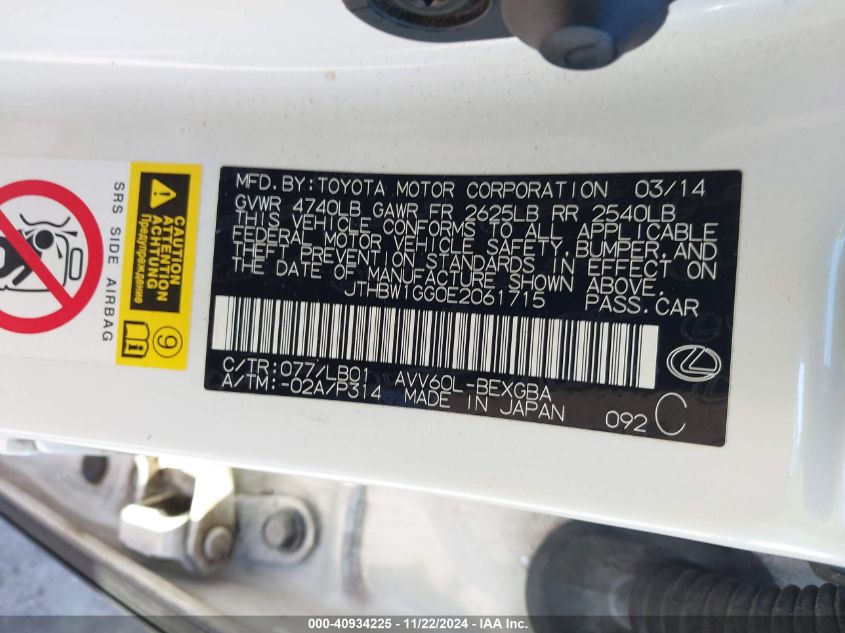 MFD. BY: TOYOTA MOTOR CORPORATION 03/14
GVWR 4740LB GAWR FR 2625LB RR 2540LB
THIS VEHICLE CONFORMS TO ALL APPLICABLE
FEDERAL MOTOR VEHICLE SAFETY, BUMPER, AND
THEFT PREVENTION STANDARDS IN EFFECT ON
THE DATE OF MANUFACTURE SHOWN ABOVE.
JTHBW1GG0E2061715 PASS. CAR
C/TR: 077/LB01 AVV60L-BEXGBA
A/TM: -02A/P314 MADE IN JAPAN 092 C
SRS SIDE AIRBAG
CAUTION
ATTENTION
ACHTUNG
Предупреждение
9
000-40934225 - 11/22/2024 - IAA Inc.